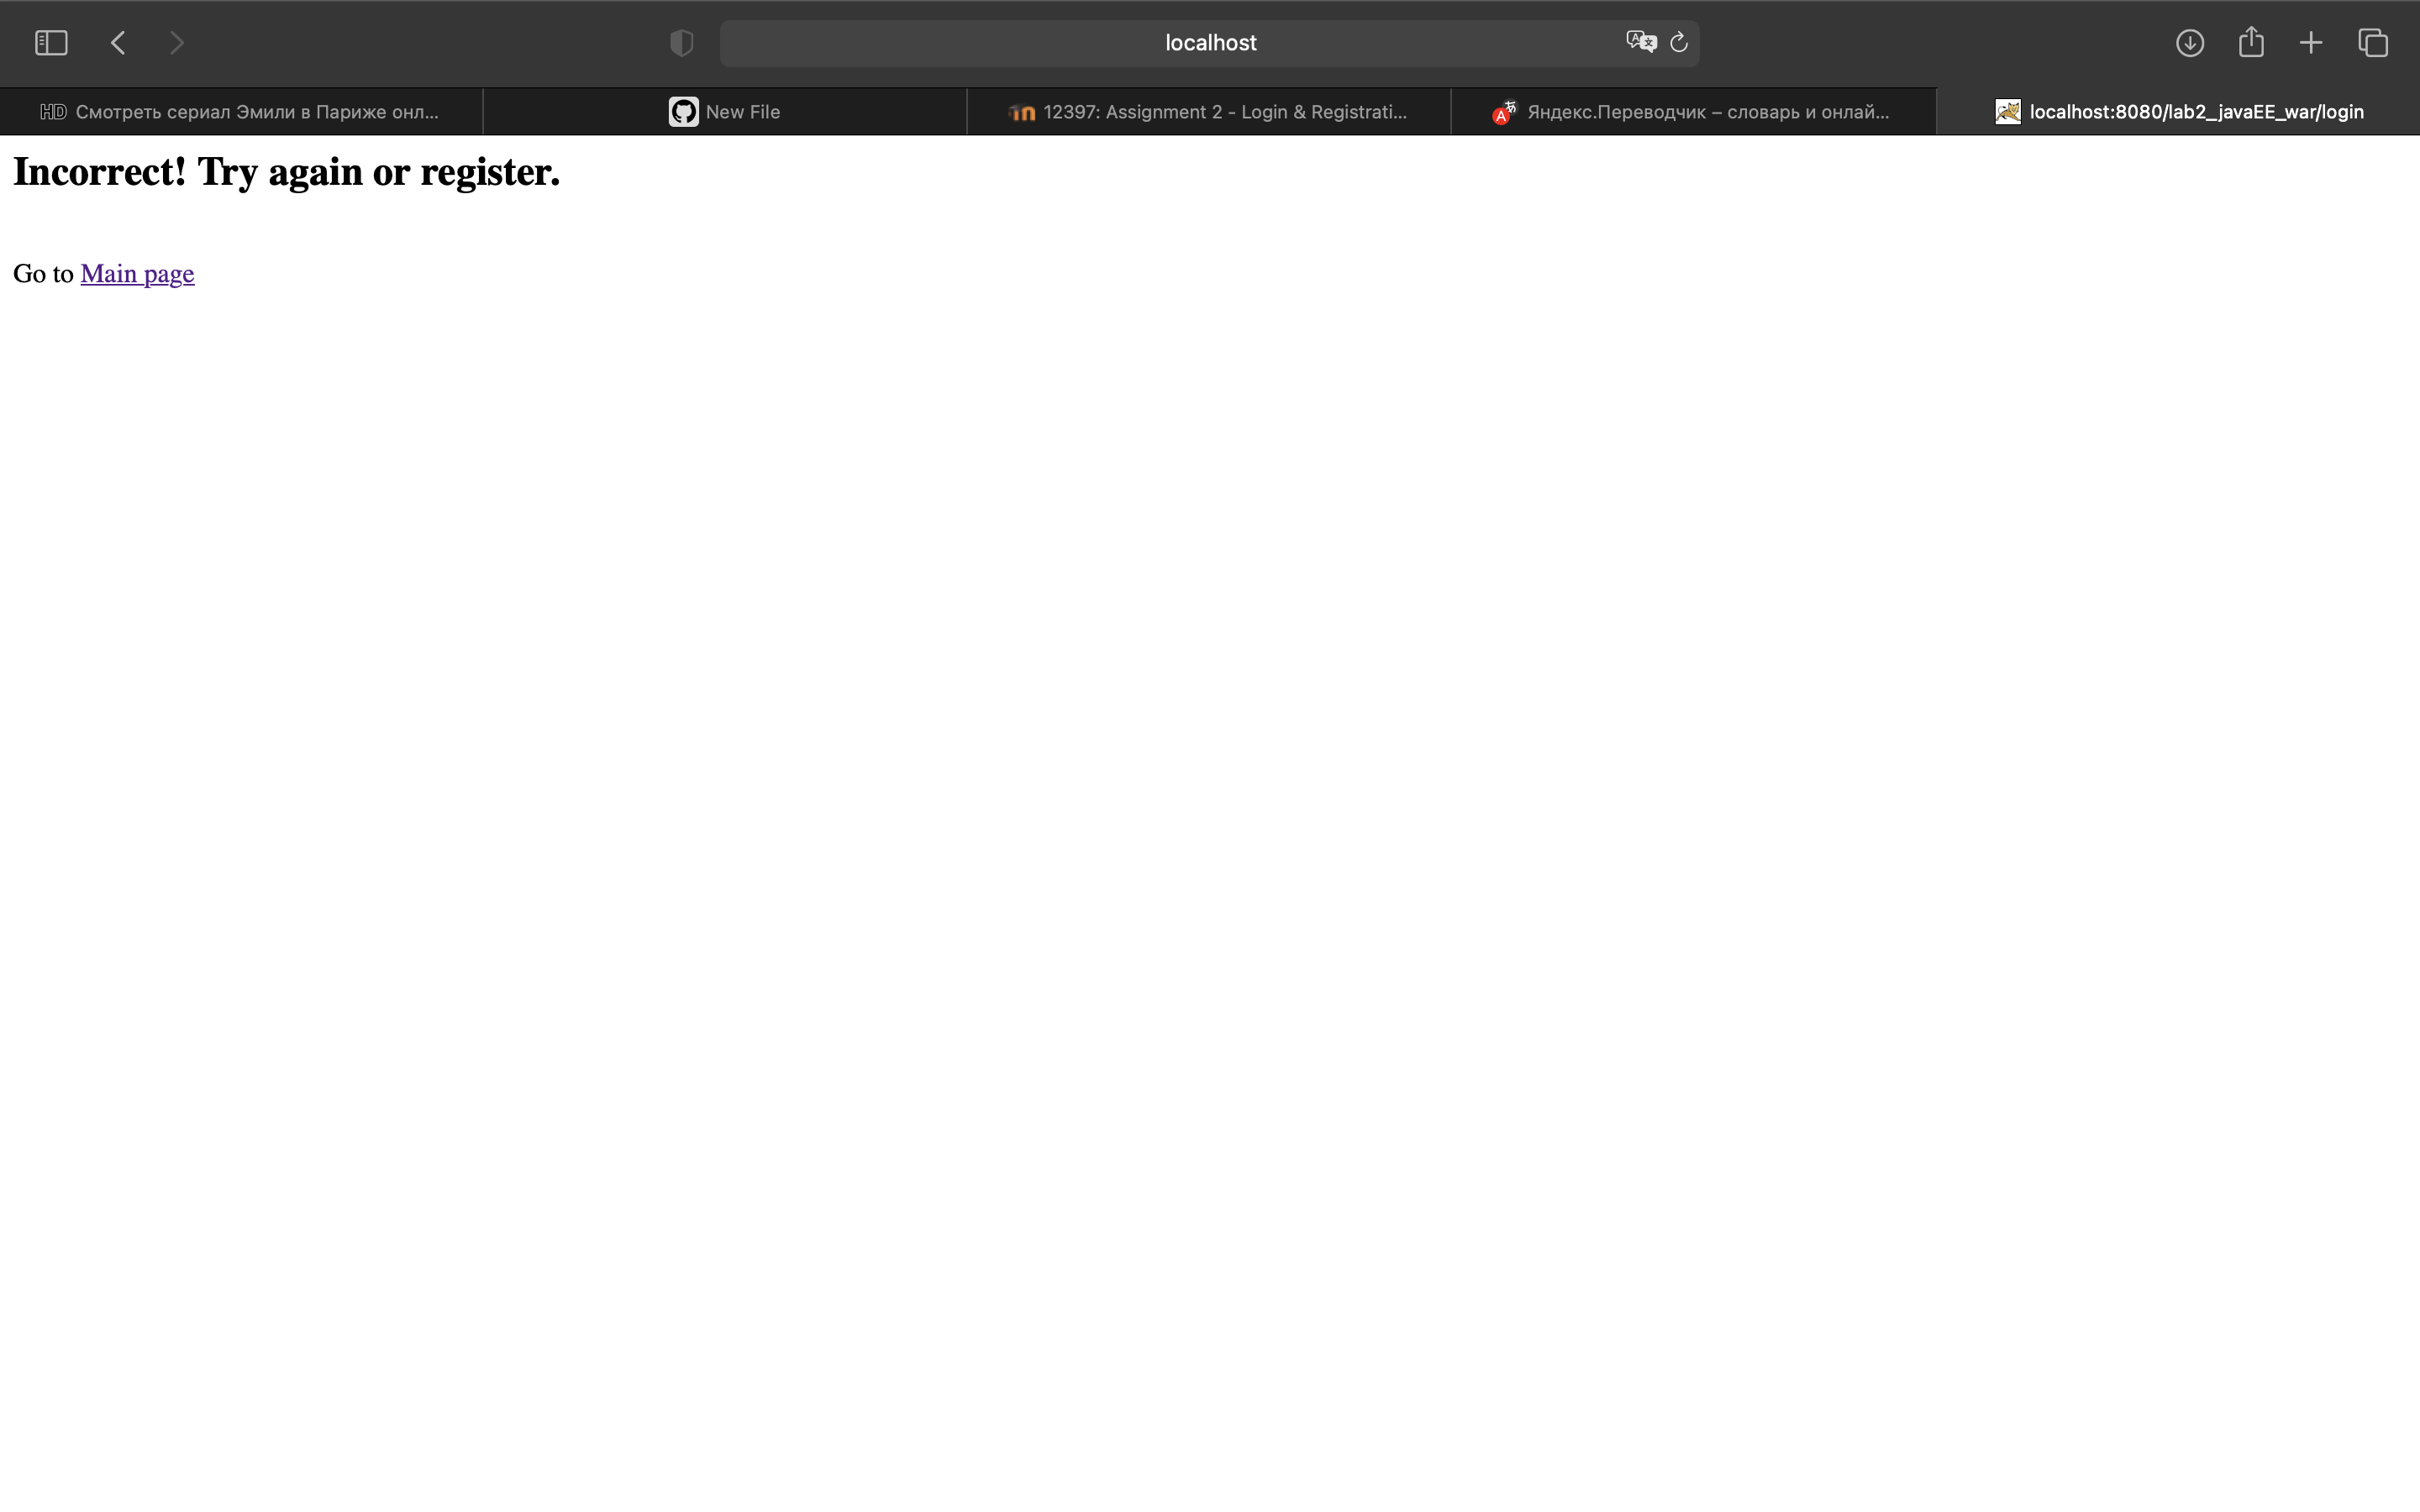 localhost
HD Смотреть сериал Эмили в Париже онл...
New File
12397: Assignment 2 - Login & Registrati...
Яндекс.Переводчик – словарь и онлай...
localhost:8080/lab2_javaEE_war/login
Incorrect! Try again or register.
Go to Main page